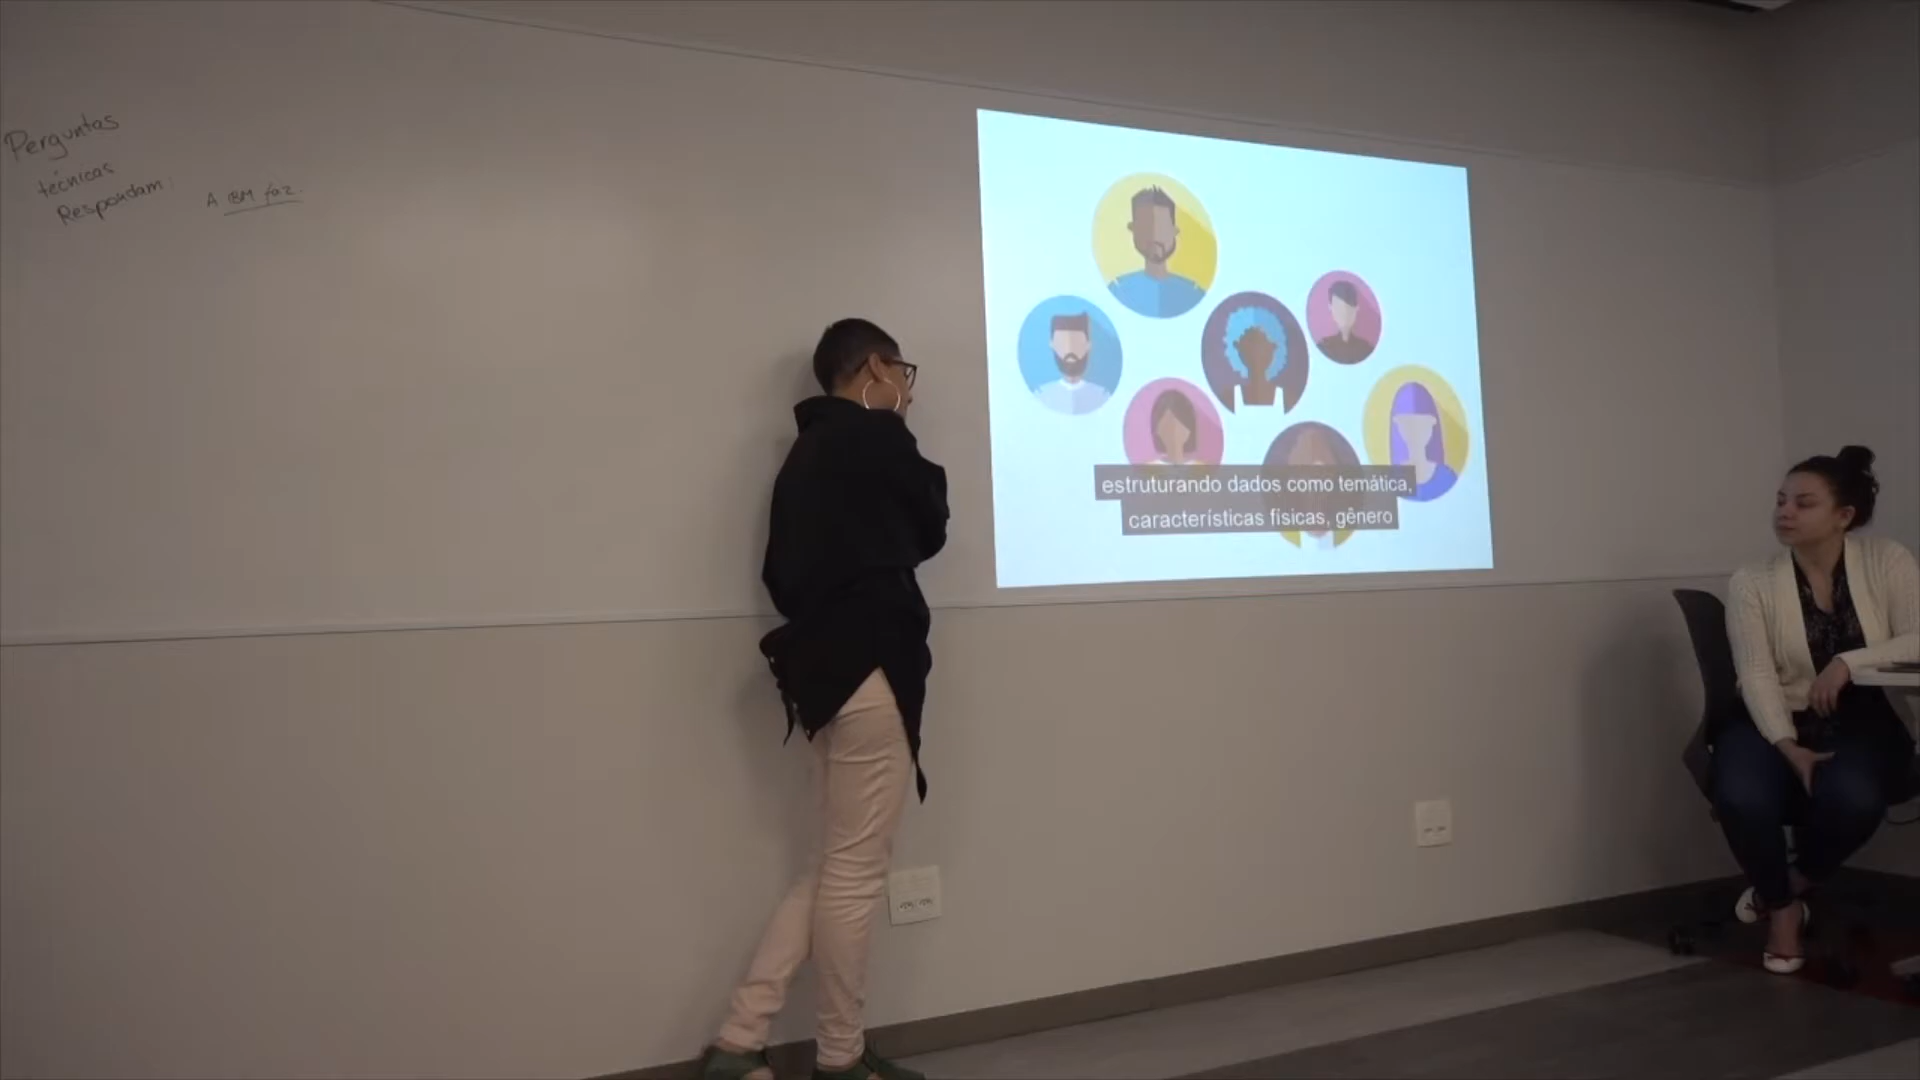 Perguntas
técnicas
Respondam:
A IBM faz.
estruturando dados como temática,
características físicas, gênero